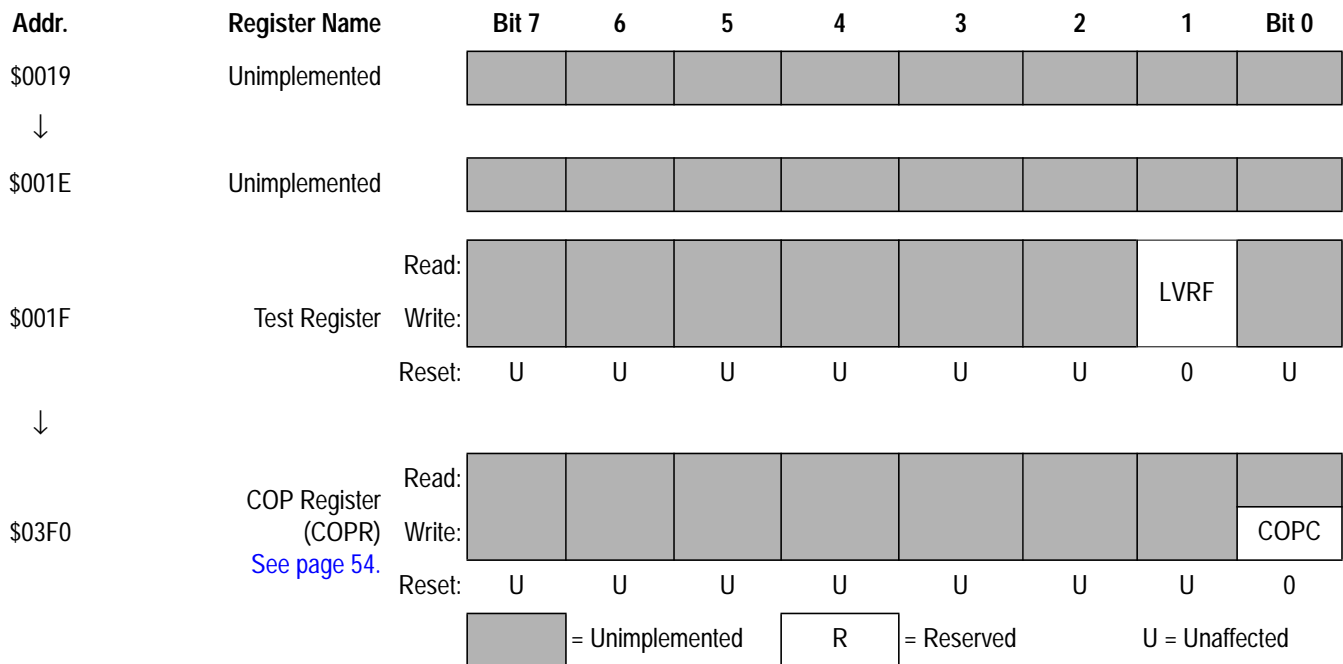 Addr. Register Name Bit 7 6 5 4 3 2 1 Bit 0
$0019 Unimplemented
↓
$001E Unimplemented
Read:
LVRF
$001F Test Register Write:
Reset: U U U U U U 0 U
↓
Read:
COP Register
$03F0 (COPR) Write: COPC
See page 54.
Reset: U U U U U U U 0
= Unimplemented R = Reserved U = Unaffected